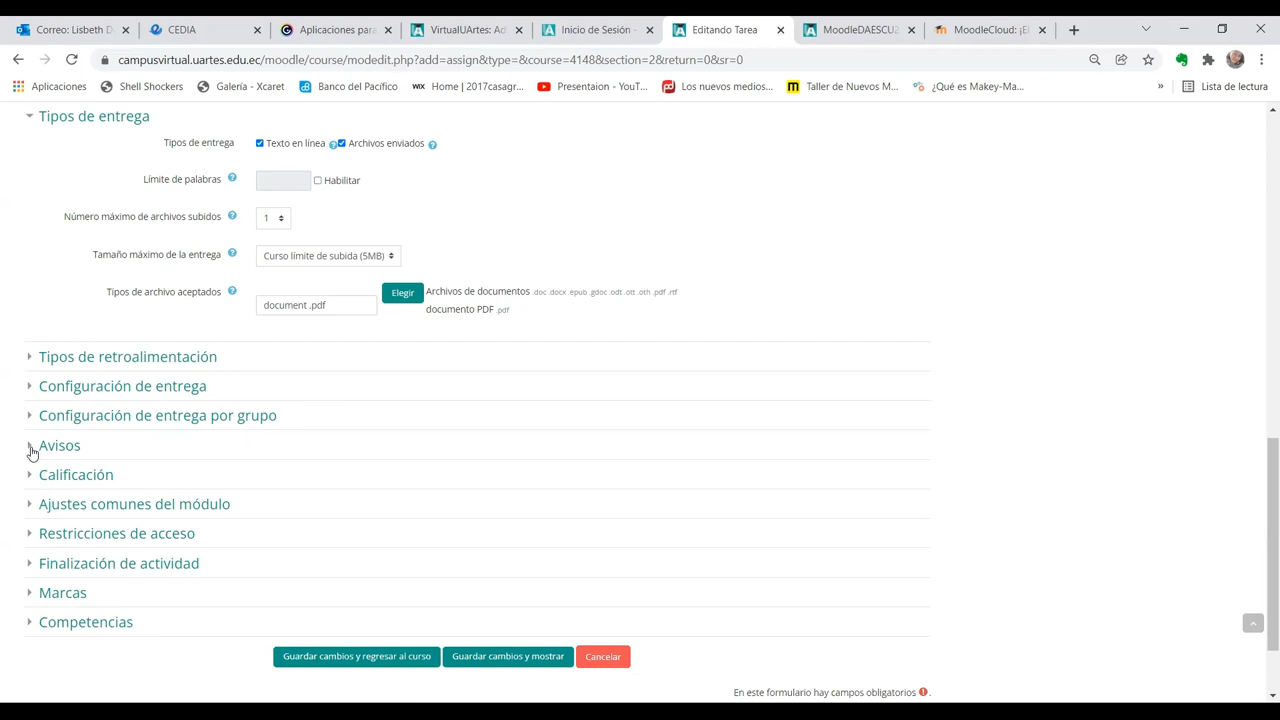 Correo: Lisbeth D
CEDIA
Aplicaciones para
VirtualUArtes: Ad
Inicio de Sesión -
Editando Tarea
MoodleDAESCU2
MoodleCloud: ¡El
campusvirtual.uartes.edu.ec/moodle/course/modedit.php?add=assign&type=&course=4148&section=2&return=0&sr=0
Aplicaciones
Shell Shockers
Galería - Xcaret
Banco del Pacífico
WIX Home | 2017casagr...
Presentaion - YouT...
Los nuevos medios...
Taller de Nuevos M...
¿Qué es Makey-Ma...
»
Lista de lectura
Tipos de entrega
Tipos de entrega
Texto en línea
Archivos enviados
Límite de palabras
Habilitar
Número máximo de archivos subidos
1
Tamaño máximo de la entrega
Curso límite de subida (5MB)
Tipos de archivo aceptados
document .pdf
Elegir
Archivos de documentos .doc .docx .epub .gdoc .odt .ott .oth .pdf .rtf
documento PDF .pdf
Tipos de retroalimentación
Configuración de entrega
Configuración de entrega por grupo
Avisos
Calificación
Ajustes comunes del módulo
Restricciones de acceso
Finalización de actividad
Marcas
Competencias
Guardar cambios y regresar al curso
Guardar cambios y mostrar
Cancelar
En este formulario hay campos obligatorios .